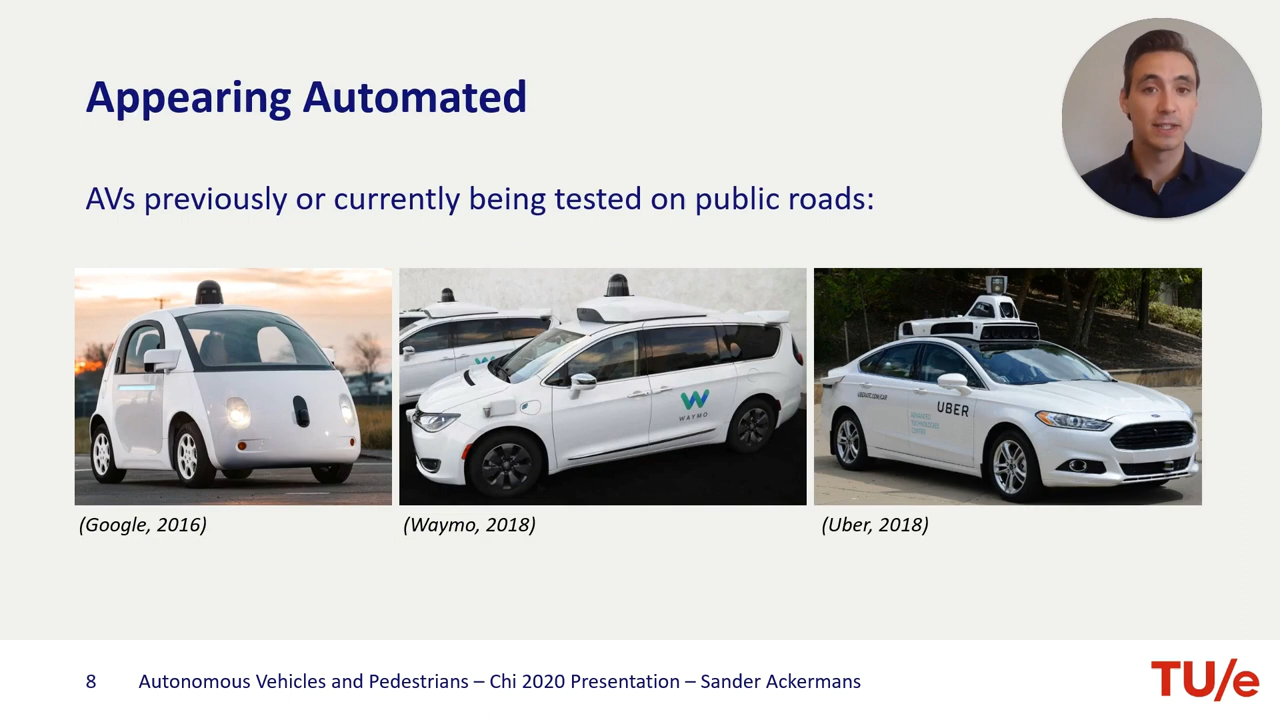 Appearing Automated
AVs previously or currently being tested on public roads:
WAYMO
UBER
(Google, 2016)
(Waymo, 2018)
(Uber, 2018)
8 Autonomous Vehicles and Pedestrians – Chi 2020 Presentation – Sander Ackermans
TU/e